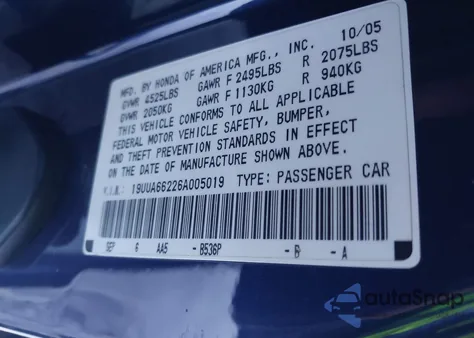 MFD. BY HONDA OF AMERICA MFG., INC. 10/05
GVWR 4525LBS GAWR F 2495LBS R 2075LBS
GVWR 2050KG GAWR F 1130KG R 940KG
THIS VEHICLE CONFORMS TO ALL APPLICABLE
FEDERAL MOTOR VEHICLE SAFETY, BUMPER,
AND THEFT PREVENTION STANDARDS IN EFFECT
ON THE DATE OF MANUFACTURE SHOWN ABOVE.
V.I.N.: 19UUA66226A005019 TYPE: PASSENGER CAR
SEP 6 AA5 - B536P - B - A
autoSnap